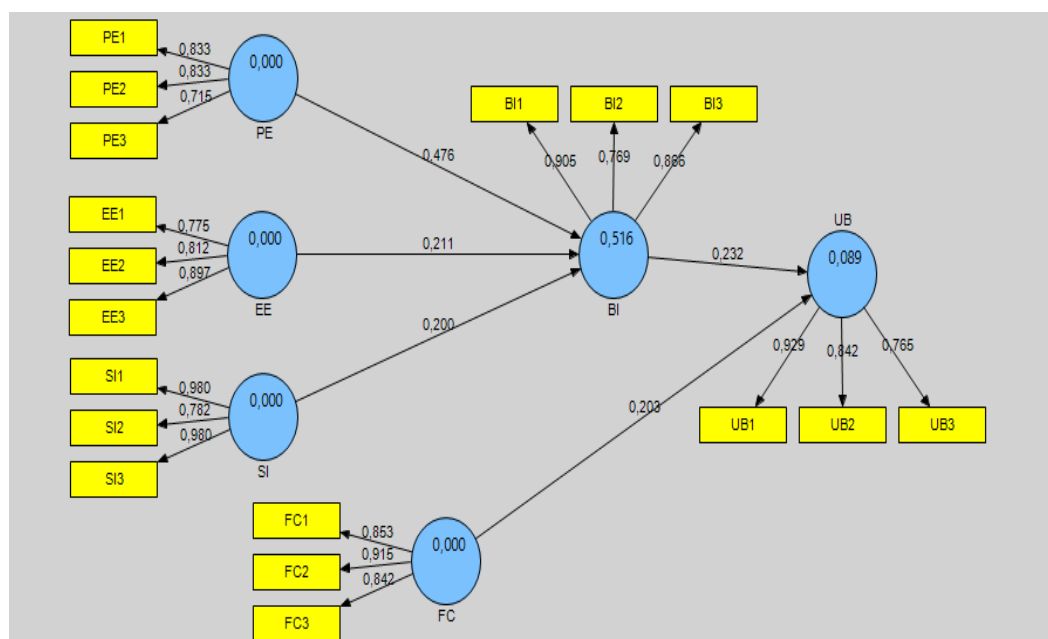 PE1
0,833
PE2
0,833
PE3
0,715
0,000
PE
0,476
EE1
0,775
EE2
0,812
EE3
0,897
0,000
EE
0,211
SI1
0,980
SI2
0,782
SI3
0,980
0,000
SI
0,200
BI1
BI2
BI3
0,905
0,769
0,866
0,516
BI
0,232
UB
0,089
0,929
0,842
0,765
UB1
UB2
UB3
0,203
FC1
0,853
FC2
0,915
FC3
0,842
0,000
FC